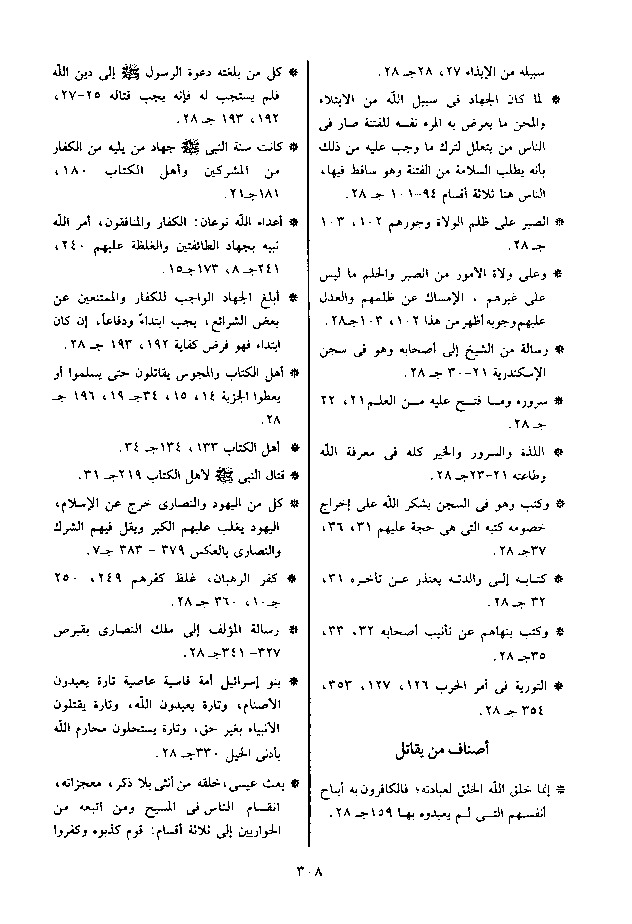 سبيله من الإيذاء ٢٧، ٢٨جـ ٢٨.
* لما كان الجهاد فى سبيل الله من الابتلاء
والمحن ما يعرض به المرء نفسه للفتنة صار فى
الناس من يتعلل لترك ما وجب عليه من ذلك
بأنه يطلب السلامة من الفتنة وهو ساقط فيها،
الناس هنا ثلاثة أقسام ٩٤-١٠١ جـ ٢٨.
* الصبر على ظلم الولاة وجورهم ١٠٢، ١٠٣
جـ ٢٨.
* وعلى ولاة الأمور من الصبر والحلم ما ليس
على غيرهم ، الإمساك عن ظلمهم والعدل
عليهم وجوبه أظهر من هذا ١٠٢، ١٠٣جـ٢٨.
* رسالة من الشيخ إلى أصحابه وهو فى سجن
الإسكندرية ٢١-٣٠ جـ ٢٨.
* سروره ومـا فتـح عليه مـن العلم٢١، ٢٢
جـ ٢٨.
* اللذة والسرور والخير كله فى معرفة الله
وطاعته ٢١-٢٣جـ ٢٨.
* وكتب وهو فى السجن بشكر الله على إخراج
خصومه كتبه التى هى حجة عليهم ٣١، ٣٦،
٣٧جـ ٢٨.
* كتابـه إلـى والدتـه يعتذر عـن تأخـره ٣١،
٣٢ جـ ٢٨.
* وكتب ينهاهم عن تأنيب أصحابه ٣٢، ٣٣،
٣٥جـ ٢٨.
* التورية فى أمر الحرب ١٢٦، ١٢٧، ٣٥٣،
٣٥٤ جـ ٢٨.
أصناف من يقاتل
* إنما خلق الله الخلق لعبادته؛ فالكافرون به أباح
أنفسهم التـى لـم يعبدوه بهـا ١٥٩جـ ٢٨.
* كل من بلغته دعوة الرسول ﷺ إلى دين الله
فلم يستجب له فإنه يجب قتاله ٢٥-٢٧،
١٩٢، ١٩٣ جـ ٢٨.
* كانت سنة النبى ﷺ جهاد من يليه من الكفار
من المشركين وأهل الكتاب ١٨٠،
١٨١جـ٢١.
* أعداء الله نوعان: الكفار والمنافقون، أمر الله
نبيه بجهاد الطائفتين والغلظة عليهم ٢٤٠،
٢٤١جـ ٨، ١٧٣جـ١٥.
* أبلغ الجهاد الواجب للكفار والممتنعين عن
بعض الشرائع، يجب ابتداءً ودفاعاً، إن كان
ابتداء فهو فرض كفاية ١٩٢، ١٩٣ جـ ٢٨.
* أهل الكتاب والمجوس يقاتلون حتى يسلموا أو
يعطوا الجزية ١٤، ١٥، ٣٤جـ ١٩، ١٩٦ جـ
٢٨.
* أهل الكتاب ١٣٣، ١٣٤جـ ٣٤.
* قتال النبى ﷺ لأهل الكتاب ٢١٩جـ ٣١.
* كل من اليهود والنصارى خرج عن الإسلام،
اليهود يغلب عليهم الكبر ويقل فيهم الشرك
والنصارى بالعكس ٣٧٩ - ٣٨٣ جـ٧.
* كفر الرهبان، غلظ كفرهم ٢٤٩، ٢٥٠
جـ١٠، ٣٦٠ جـ ٢٨.
* رسالة المؤلف إلى ملك النصارى بقبرص
٣٢٧- ٣٤١جـ ٢٨.
* بنو إسرائيل أمة قاسية عاصية تارة يعبدون
الأصنام، وتارة يعبدون الله، وتارة يقتلون
الأنبياء بغير حق، وتارة يستحلون محارم الله
بأدنى الحيل ٣٣٠جـ ٢٨.
* بعث عيسى،خلقه من أنثى بلا ذكر، معجزاته،
انقسام الناس فى المسيح ومن اتبعه من
الحواريين إلى ثلاثة أقسام: قوم كذبوه وكفروا
٣٠٨